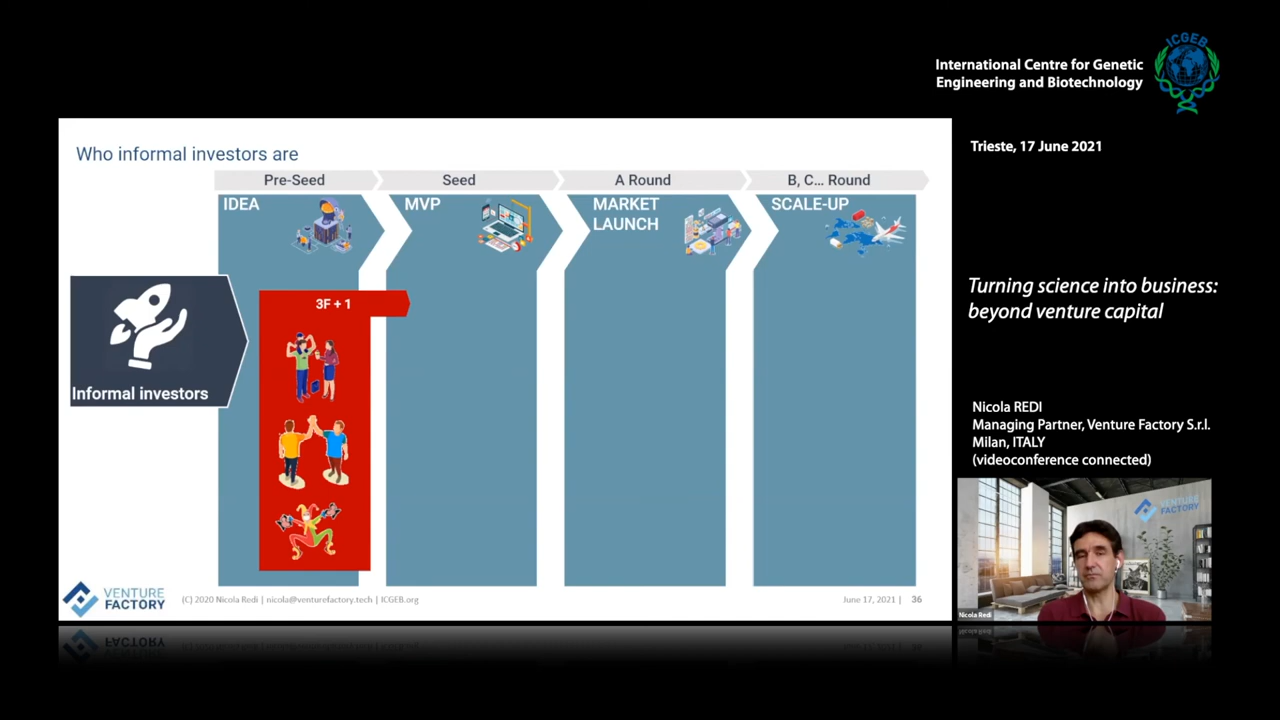 International Centre for Genetic
Engineering and Biotechnology
ICGEB
Trieste, 17 June 2021
Who informal investors are
Pre-Seed
Seed
A Round
B, C... Round
IDEA
MVP
MARKET
LAUNCH
SCALE-UP
3F + 1
Informal investors
Turning science into business:
beyond venture capital
Nicola REDI
Managing Partner, Venture Factory S.r.l.
Milan, ITALY
(videoconference connected)
VENTURE
FACTORY
Nicola Redi
VENTURE
FACTORY
(C) 2020 Nicola Redi | nicola@venturefactory.tech | ICGEB.org
June 17, 2021 |
36